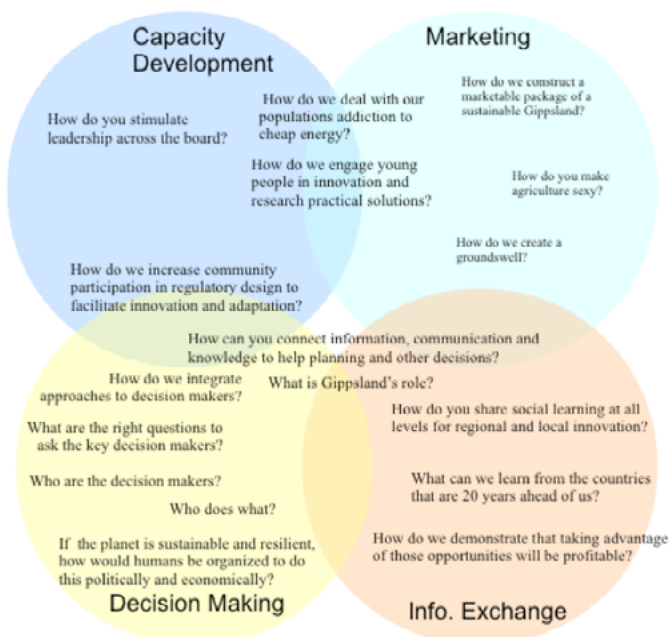 Capacity
Development
Marketing
How do you stimulate
leadership across the board?
How do we deal with our
populations addiction to
cheap energy?
How do we engage young
people in innovation and
research practical solutions?
How do we construct a
marketable package of a
sustainable Gippsland?
How do you make
agriculture sexy?
How do we create a
groundswell?
How do we increase community
participation in regulatory design to
facilitate innovation and adaptation?
How can you connect information, communication and
knowledge to help planning and other decisions?
How do we integrate
approaches to decision makers?
What is Gippsland's role?
What are the right questions to
ask the key decision makers?
Who are the decision makers?
Who does what?
If the planet is sustainable and resilient,
how would humans be organized to do
this politically and economically?
Decision Making
How do you share social learning at all
levels for regional and local innovation?
What can we learn from the countries
that are 20 years ahead of us?
How do we demonstrate that taking advantage
of those opportunities will be profitable?
Info. Exchange